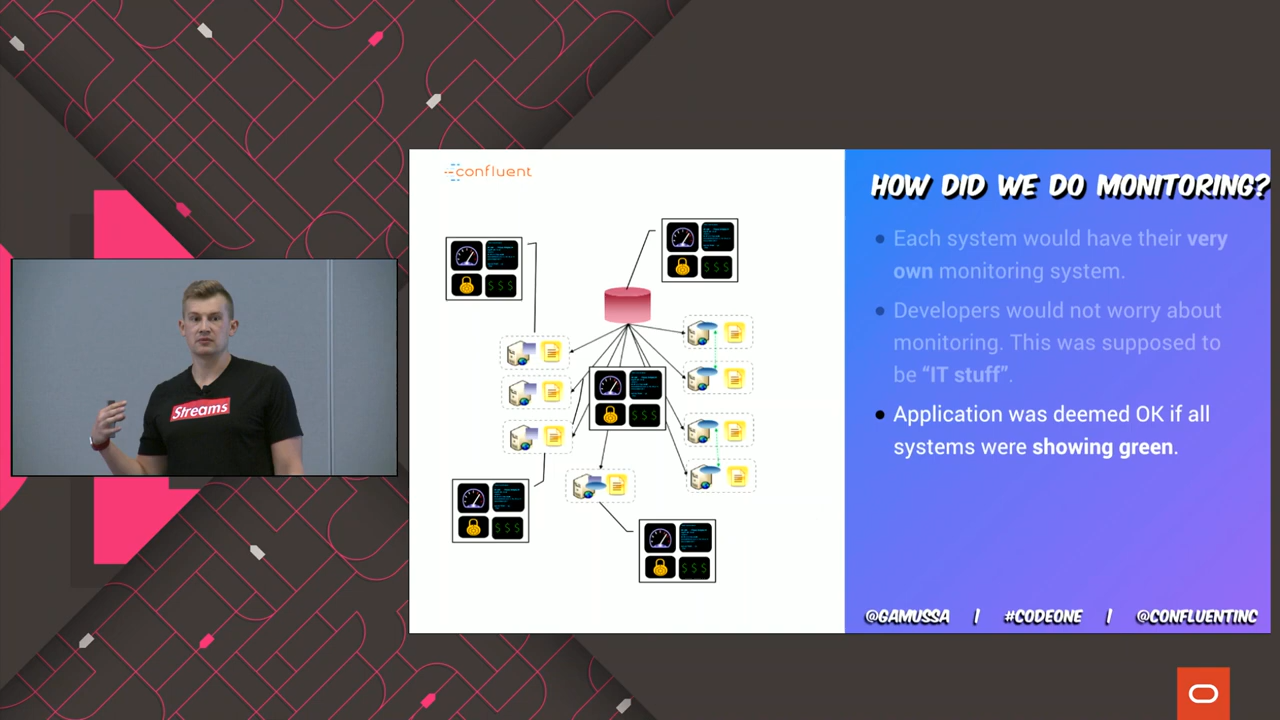 confluent
HOW DID WE DO MONITORING?
Each system would have their very
own monitoring system.
Developers would not worry about
monitoring. This was supposed to
be “IT stuff”.
Application was deemed OK if all
systems were showing green.
Streams
$ $ $
$ $ $
$ $ $
$ $ $
$ $ $
@GAMUSSA | #CODEONE | @CONFLUENTINC